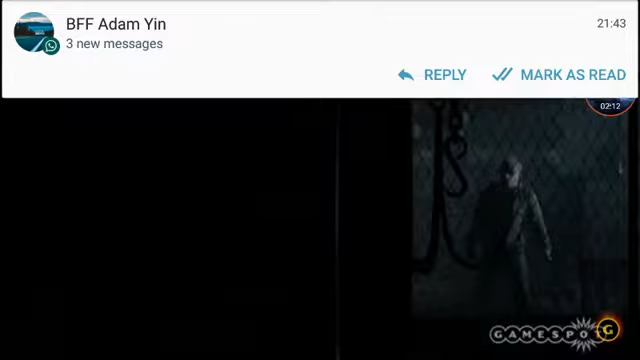 BFF Adam Yin
21:43
3 new messages
REPLY
MARK AS READ
02:12
GAMESPOT
G